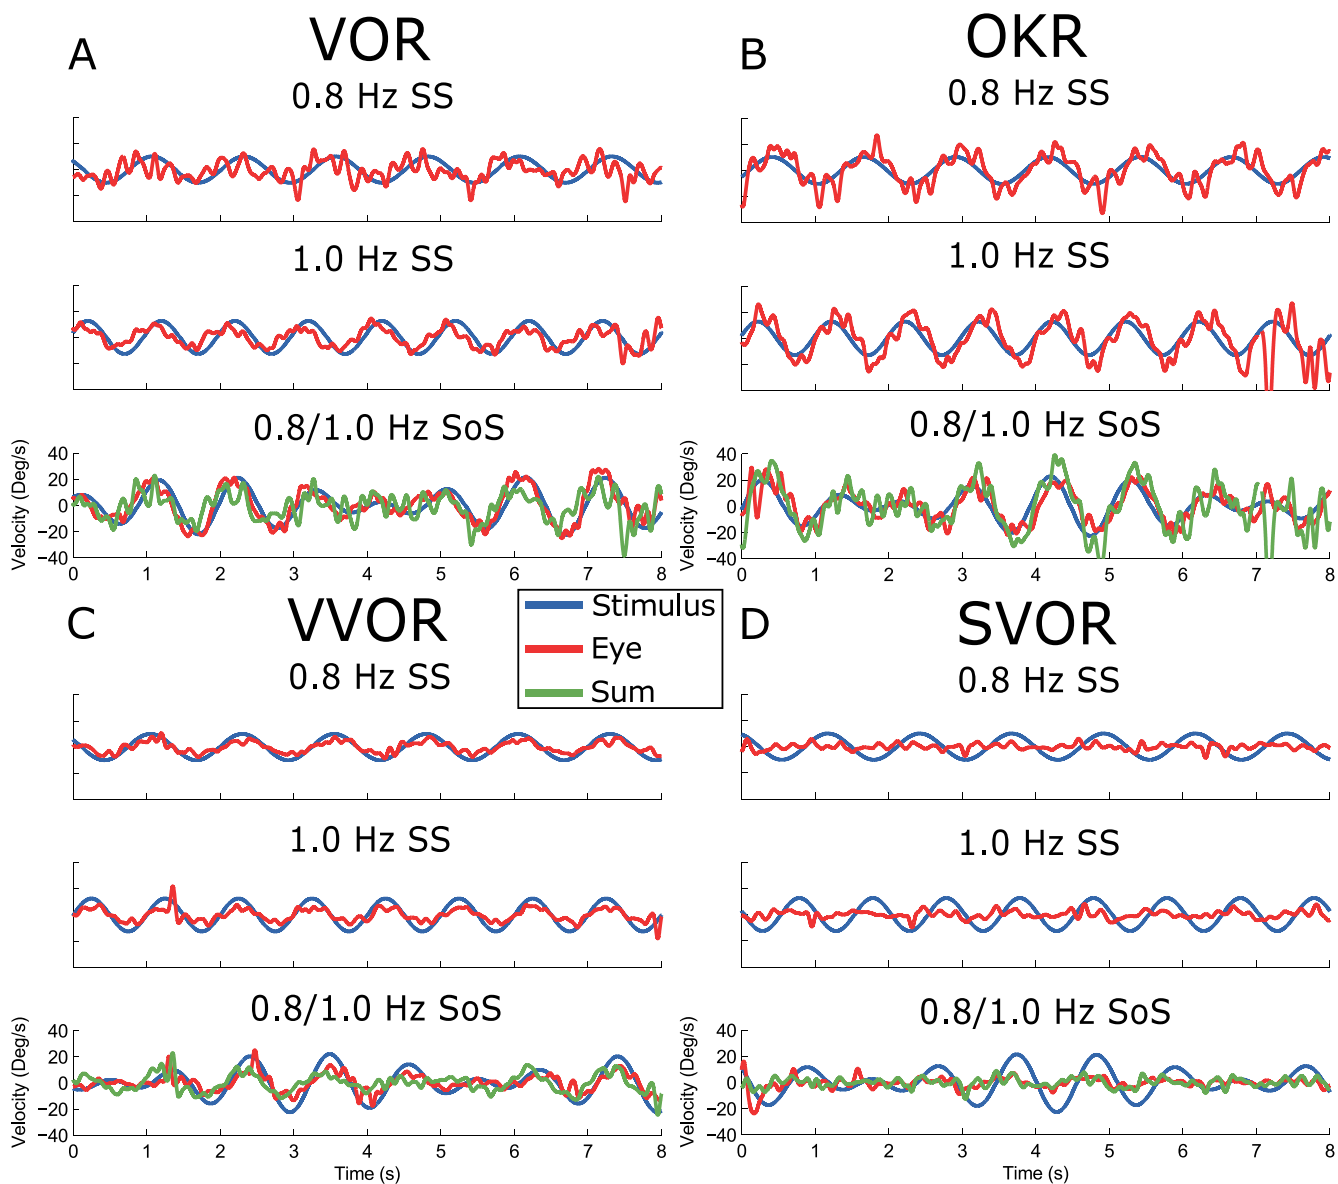 A
VOR
0.8 Hz SS
1.0 Hz SS
0.8/1.0 Hz SoS
Velocity (Deg/s)
40
20
0
−20
−40
0 1 2 3 4 5 6 7 8
B
OKR
0.8 Hz SS
1.0 Hz SS
0.8/1.0 Hz SoS
Velocity (Deg/s)
40
20
0
−20
−40
0 1 2 3 4 5 6 7 8
Stimulus
Eye
Sum
C
VVOR
0.8 Hz SS
1.0 Hz SS
0.8/1.0 Hz SoS
Velocity (Deg/s)
40
20
0
−20
−40
0 1 2 3 4 5 6 7 8
Time (s)
D
SVOR
0.8 Hz SS
1.0 Hz SS
0.8/1.0 Hz SoS
Velocity (Deg/s)
40
20
0
−20
−40
0 1 2 3 4 5 6 7 8
Time (s)